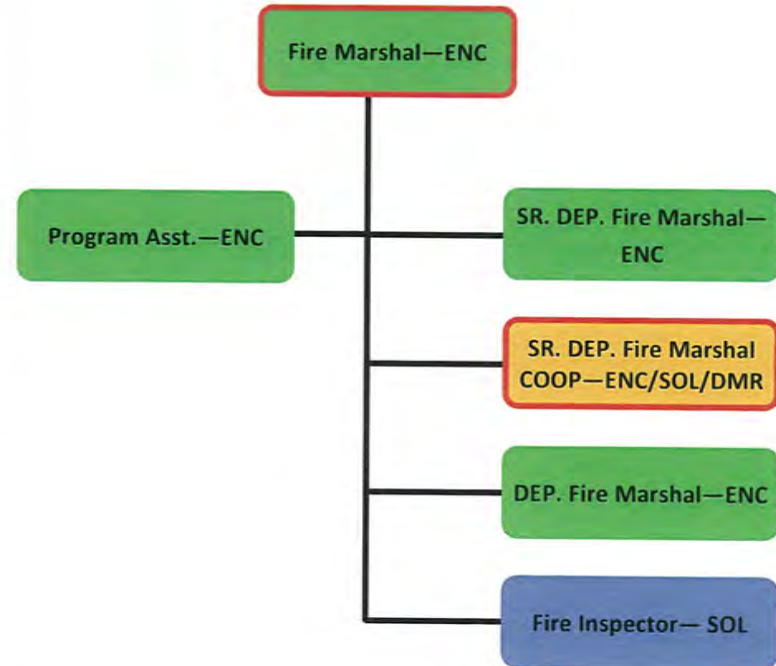 Fire Marshal—ENC
Program Asst.—ENC
SR. DEP. Fire Marshal—
ENC
SR. DEP. Fire Marshal
COOP—ENC/SOL/DMR
DEP. Fire Marshal—ENC
Fire Inspector— SOL